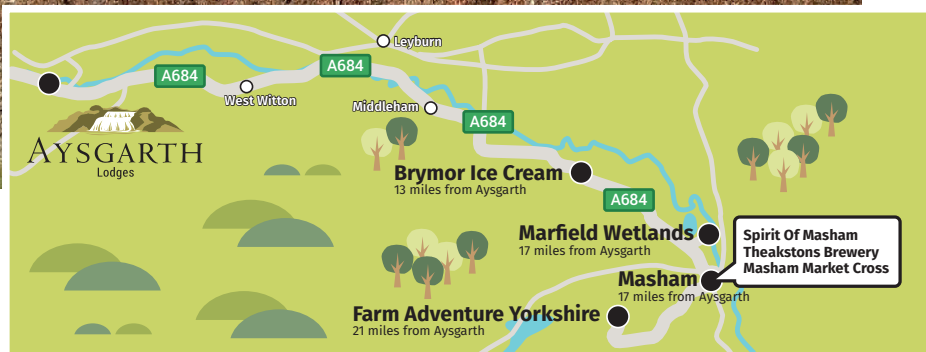 Leyburn
A684
A684
West Witton
Middleham
A684
AYSGARTH
Lodges
Brymor Ice Cream
13 miles from Aysgarth
A684
Marfield Wetlands
17 miles from Aysgarth
Spirit Of Masham
Theakstons Brewery
Masham Market Cross
Masham
17 miles from Aysgarth
Farm Adventure Yorkshire
21 miles from Aysgarth